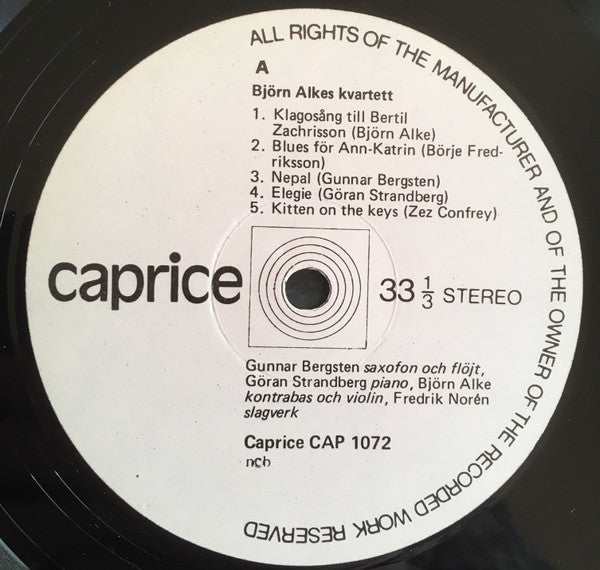 ALL RIGHTS OF THE MANUFACTURER AND OF THE OWNER OF THE RECORDED WORK RESERVED
A
Björn Alkes kvartett
1. Klagosång till Bertil
Zachrisson (Björn Alke)
2. Blues för Ann-Katrin (Börje Fred-
riksson)
3. Nepal (Gunnar Bergsten)
4. Elegie (Göran Strandberg)
5. Kitten on the keys (Zez Confrey)
caprice
33 1/3 STEREO
Gunnar Bergsten saxofon och flöjt,
Göran Strandberg piano, Björn Alke
kontrabas och violin, Fredrik Norén
slagverk
Caprice CAP 1072
ncb